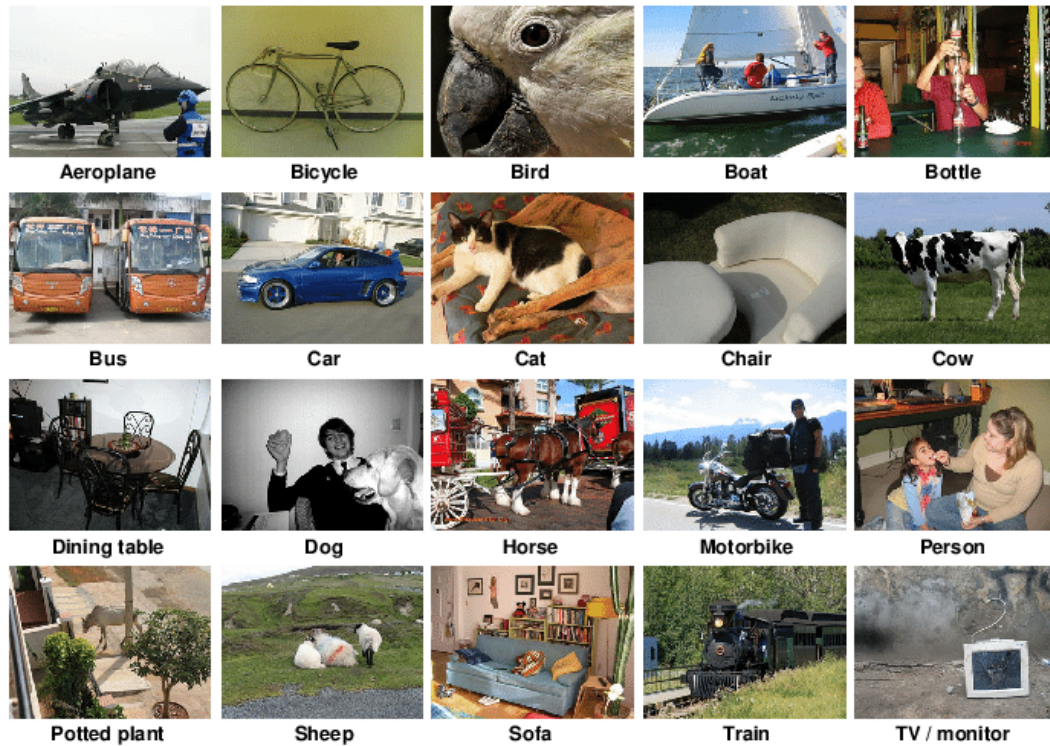 Aeroplane
Bicycle
Bird
Boat
Bottle
Bus
Car
Cat
Chair
Cow
Dining table
Dog
Horse
Motorbike
Person
Potted plant
Sheep
Sofa
Train
TV / monitor